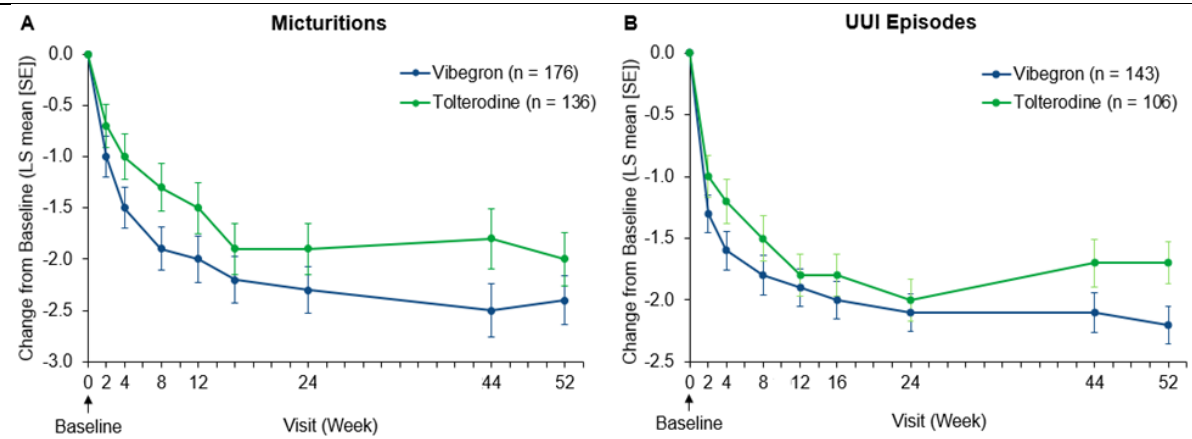 A
Micturitions
Change from Baseline (LS mean [SE])
0.0
-0.5
-1.0
-1.5
-2.0
-2.5
-3.0
Vibegron (n = 176)
Tolterodine (n = 136)
0 2 4 8 12 24 44 52
Baseline
Visit (Week)
B
UUI Episodes
Change from Baseline (LS mean [SE])
0.0
-0.5
-1.0
-1.5
-2.0
-2.5
Vibegron (n = 143)
Tolterodine (n = 106)
0 2 4 8 12 16 24 44 52
Baseline
Visit (Week)